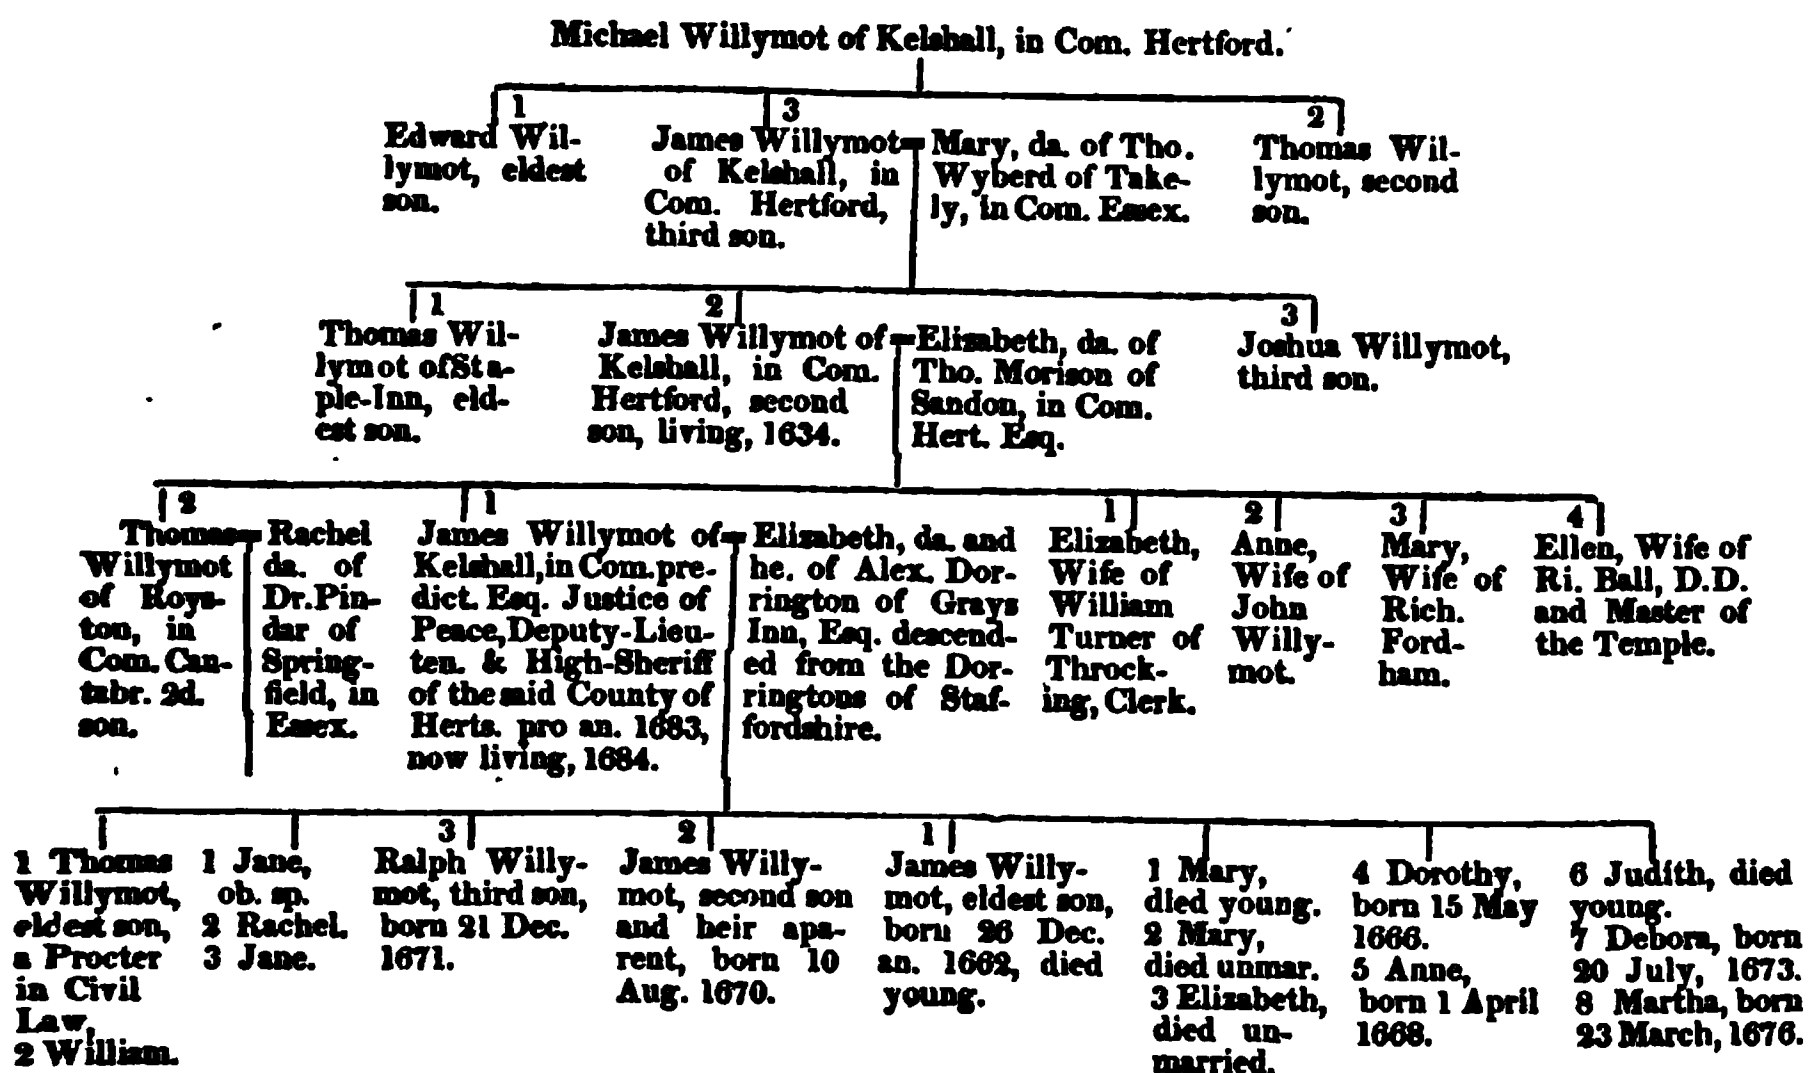 Michael Willymot of Kelshall, in Com. Hertford.
1
Edward Wil-
lymot, eldest
son.
3
James Willymot=
of Kelshall, in
Com. Hertford,
third son.
Mary, da. of Tho.
Wyberd of Take-
ly, in Com. Essex.
2
Thomas Wil-
lymot, second
son.
1
Thomas Wil-
lymot of Sta-
ple-Inn, eld-
est son.
2
James Willymot of=
Kelshall, in Com.
Hertford, second
son, living, 1634.
Elizabeth, da. of
Tho. Morison of
Sandon, in Com.
Hert. Esq.
3
Joshua Willymot,
third son.
2
Thomas=
Willymot
of Roys-
ton, in
Com. Can-
tabr. 2d.
son.
Rachel
da. of
Dr. Pin-
dar of
Spring-
field, in
Essex.
1
James Willymot of=
Kelshall, in Com. pre-
dict. Esq. Justice of
Peace, Deputy-Lieu-
ten. & High-Sheriff
of the said County of
Herts. pro an. 1683,
now living, 1684.
Elizabeth, da. and
he. of Alex. Dor-
rington of Grays
Inn, Esq. descend-
ed from the Dor-
ringtons of Staf-
fordshire.
1
Elizabeth,
Wife of
William
Turner of
Throck-
ing, Clerk.
2
Anne,
Wife of
John
Willy-
mot.
3
Mary,
Wife of
Rich.
Ford-
ham.
4
Ellen, Wife of
Ri. Ball, D.D.
and Master of
the Temple.
1 Thomas
Willymot,
eldest son,
a Procter
in Civil
Law,
2 William.
1 Jane,
ob. sp.
2 Rachel.
3 Jane.
3
Ralph Willy-
mot, third son,
born 21 Dec.
1671.
2
James Willy-
mot, second son
and heir apa-
rent, born 10
Aug. 1670.
1
James Willy-
mot, eldest son,
born 26 Dec.
an. 1662, died
young.
1 Mary,
died young.
2 Mary,
died unmar.
3 Elizabeth,
died un-
married.
4 Dorothy,
born 15 May
1666.
5 Anne,
born 1 April
1668.
6 Judith, died
young.
7 Debora, born
20 July, 1673.
8 Martha, born
23 March, 1676.